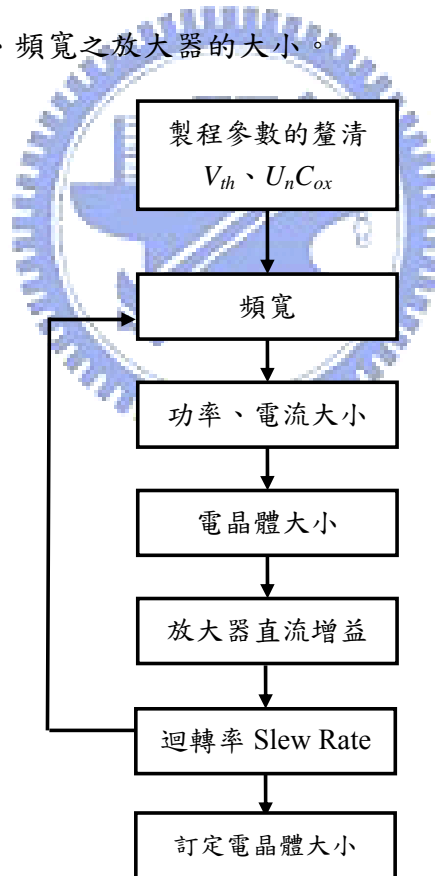 、頻寬之放大器的大小。
製程參數的釐清
Vth、UnCox
頻寬
功率、電流大小
電晶體大小
放大器直流增益
迴轉率 Slew Rate
訂定電晶體大小